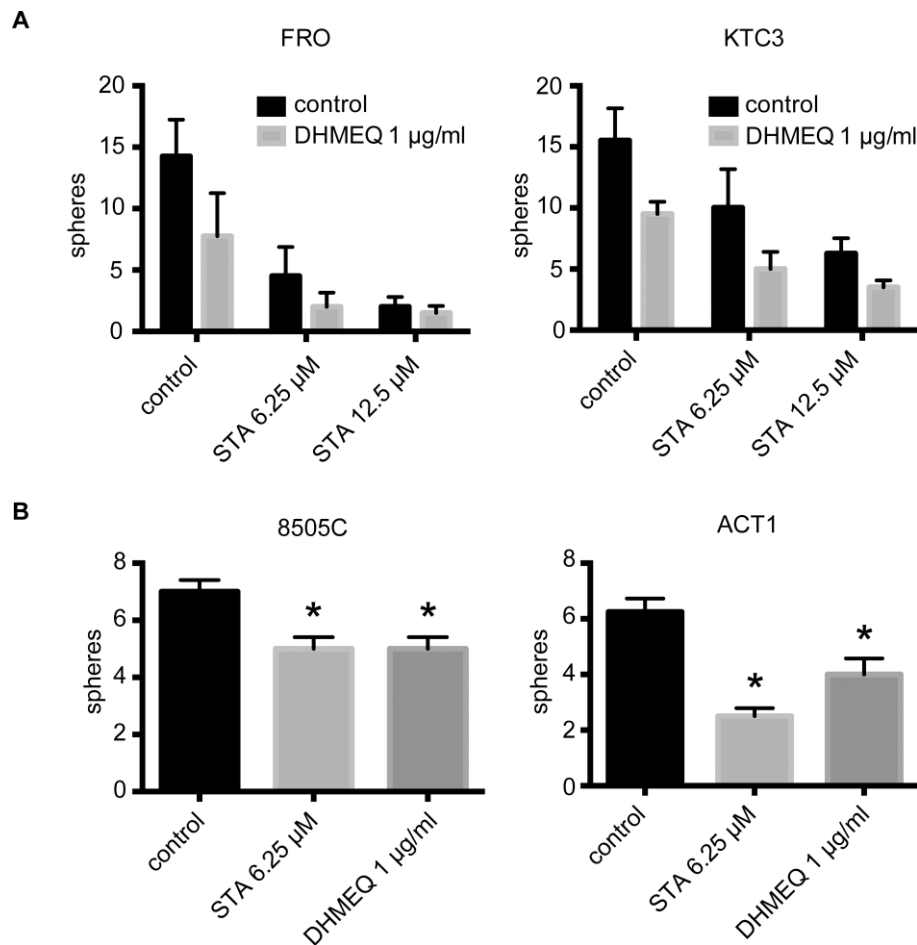 A
FRO
20
15
10
5
0
spheres
control
DHMEQ 1 µg/ml
control
STA 6.25 µM
STA 12.5 µM
KTC3
20
15
10
5
0
spheres
control
DHMEQ 1 µg/ml
control
STA 6.25 µM
STA 12.5 µM
B
8505C
8
6
4
2
0
spheres
*
*
control
STA 6.25 µM
DHMEQ 1 µg/ml
ACT1
8
6
4
2
0
spheres
*
*
control
STA 6.25 µM
DHMEQ 1 µg/ml